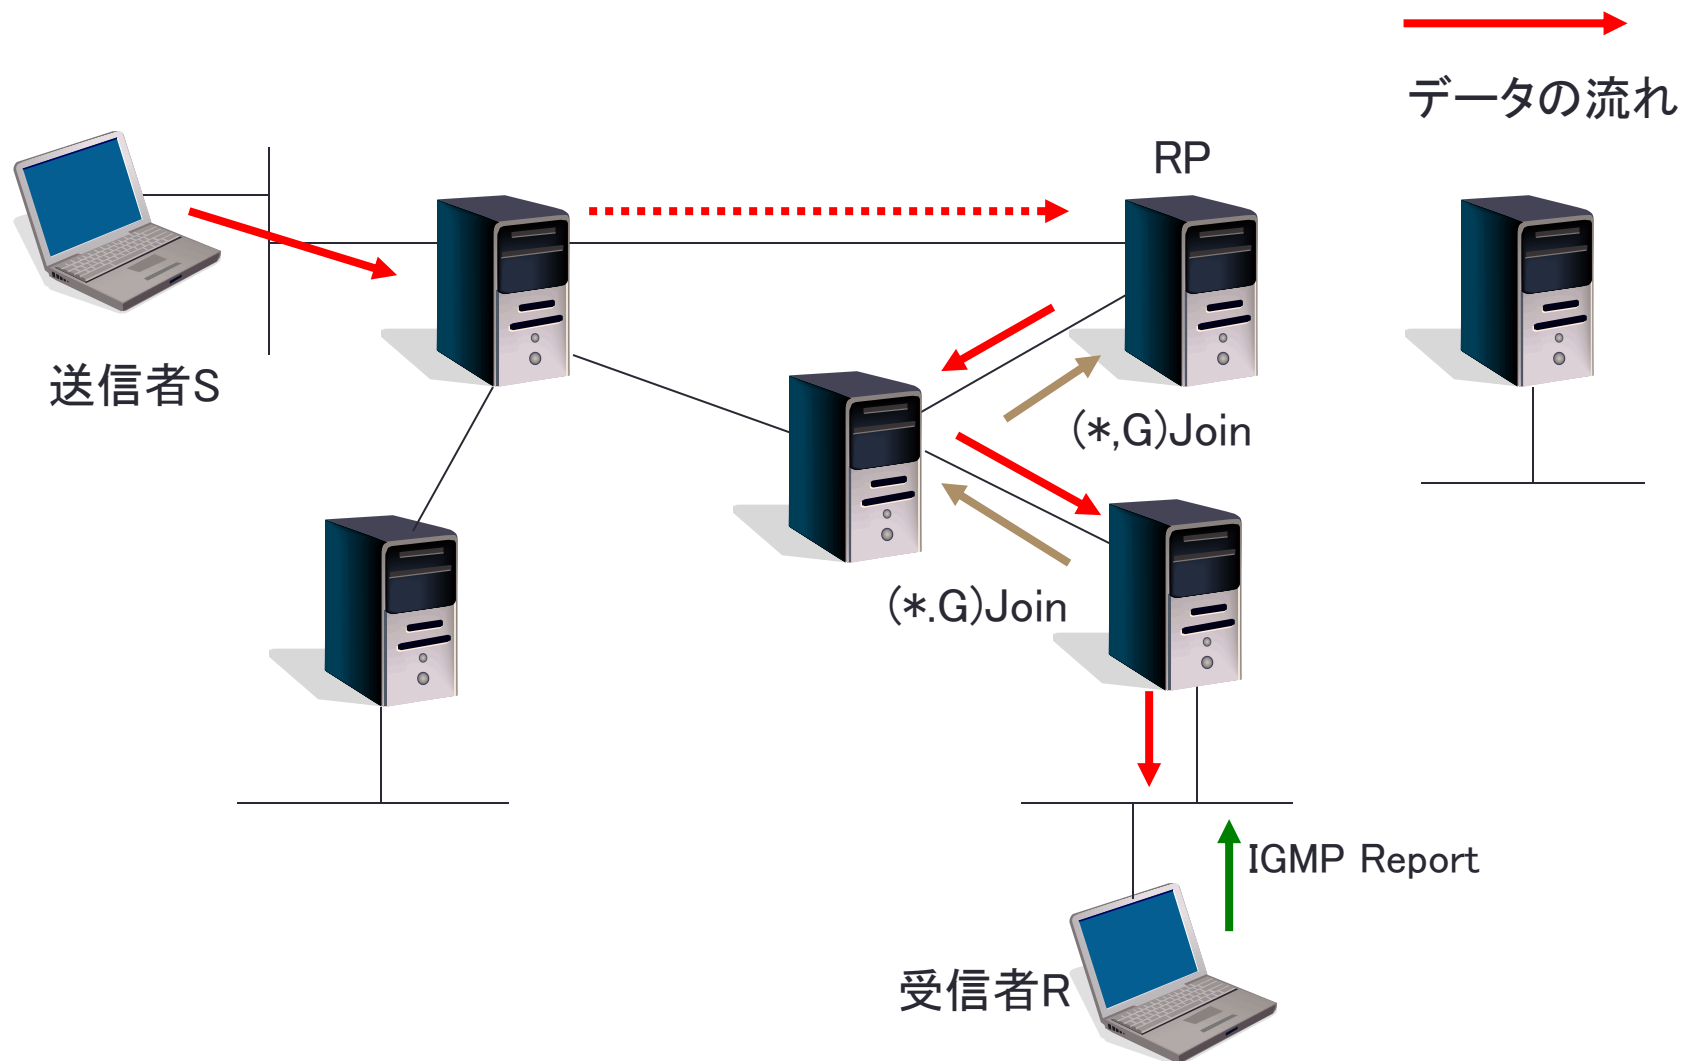 データの流れ
RP
送信者S
(*,G)Join
(*.G)Join
IGMP Report
受信者R